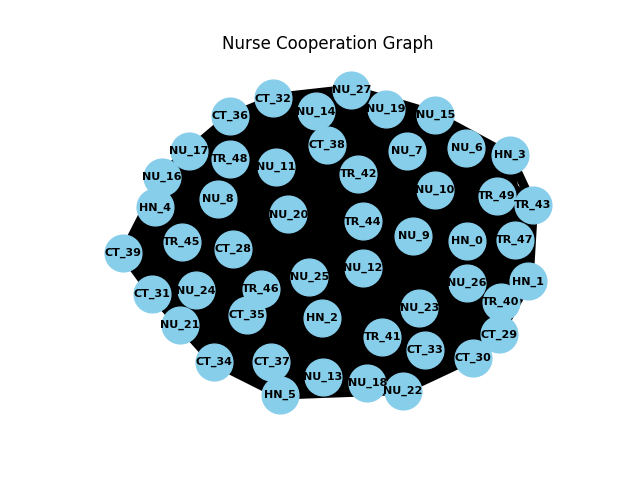 Nurse Cooperation Graph
NU_27
CT_32
NU_19
NU_14
NU_15
CT_36
CT_38
NU_6
NU_17
NU_7
HN_3
TR_48
NU_11
TR_42
NU_16
NU_10
TR_49
NU_8
TR_43
HN_4
NU_20
TR_44
NU_9
TR_47
HN_0
TR_45
CT_28
CT_39
NU_12
NU_25
HN_1
NU_26
TR_46
NU_24
CT_31
TR_40
NU_23
CT_35
HN_2
NU_21
CT_29
TR_41
CT_33
CT_30
CT_34
CT_37
NU_13
NU_18
NU_22
HN_5